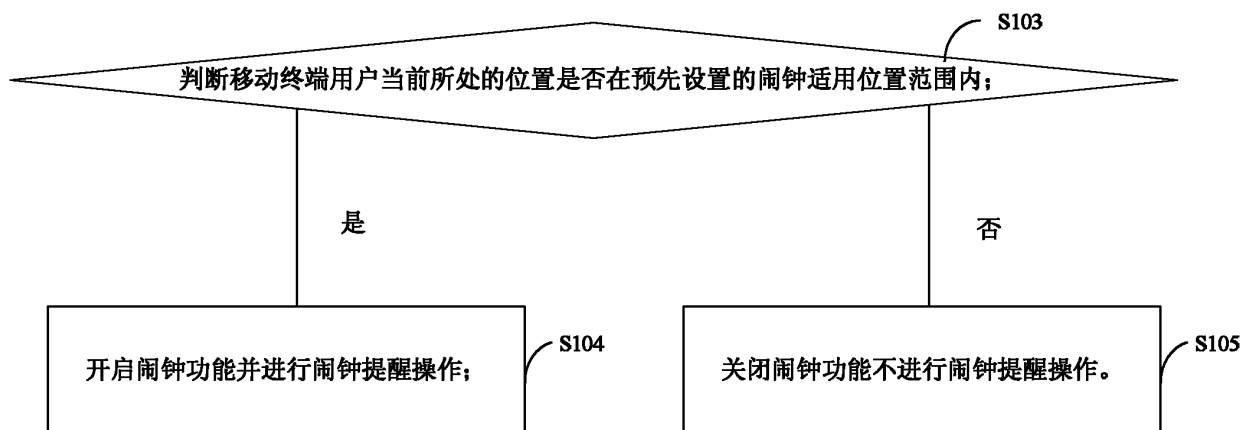 S103
判断移动终端用户当前所处的位置是否在预先设置的闹钟适用位置范围内；
是
否
开启闹钟功能并进行闹钟提醒操作；
S104
关闭闹钟功能不进行闹钟提醒操作。
S105